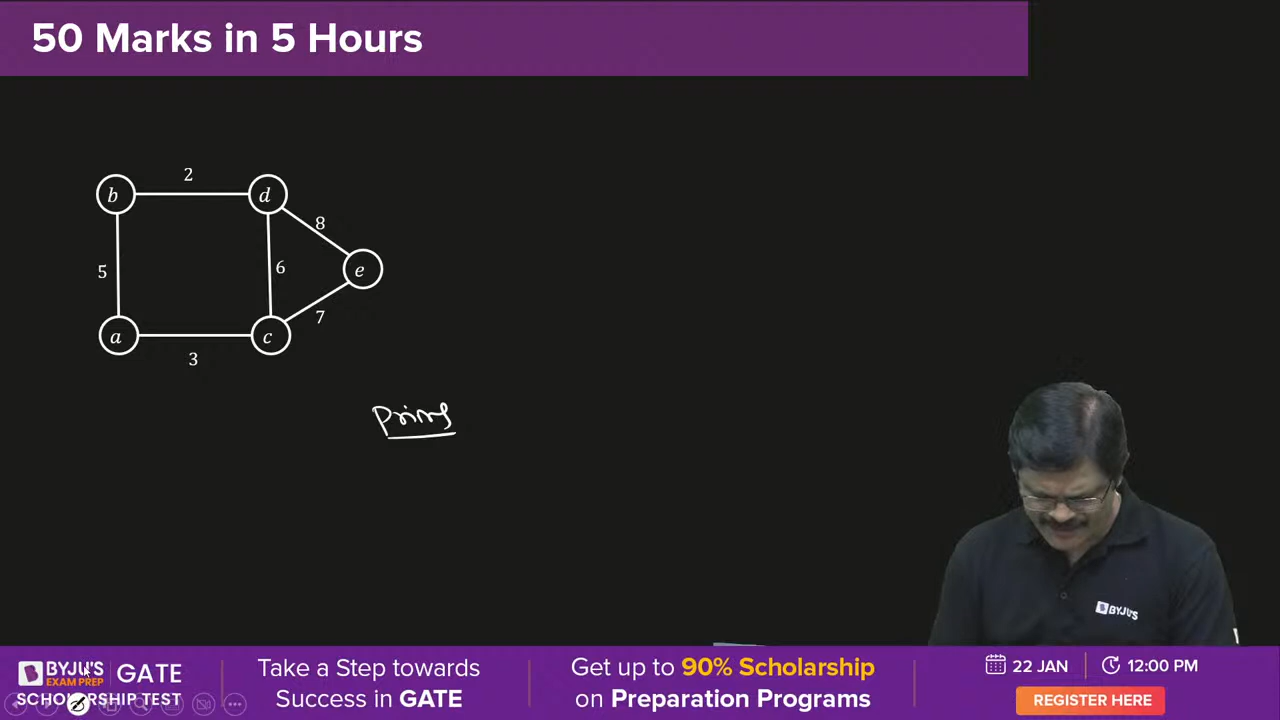 50 Marks in 5 Hours
b
2
d
8
5
6
e
7
a
c
3
Prims
BYJU'S
BYJU'S
EXAM PREP
GATE
SCHOLARSHIP TEST
Take a Step towards
Success in GATE
Get up to 90% Scholarship
on Preparation Programs
22 JAN
12:00 PM
REGISTER HERE